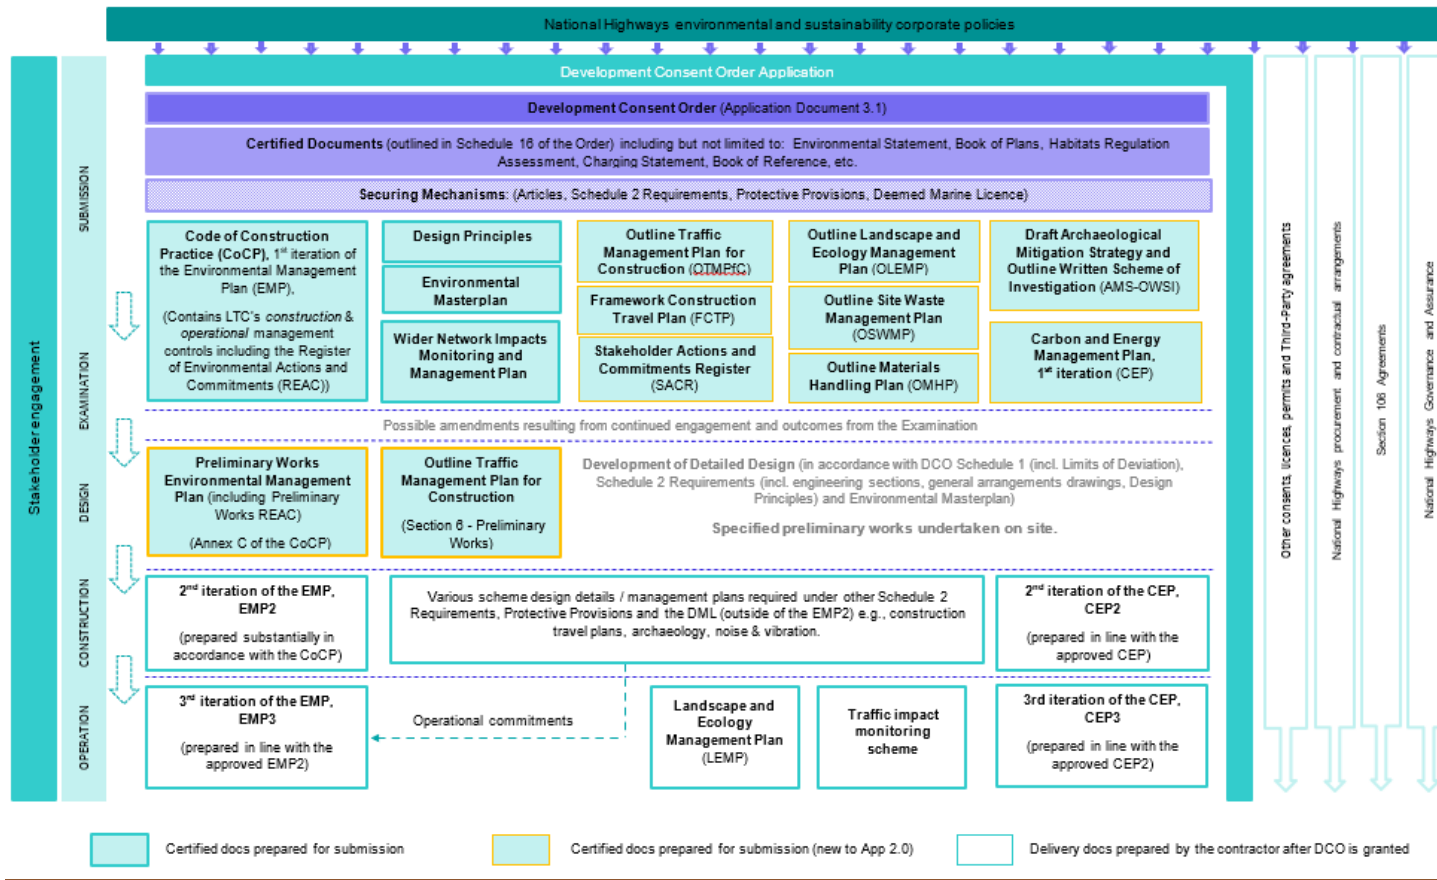 National Highways environmental and sustainability corporate policies
Development Consent Order Application
Development Consent Order (Application Document 3.1)
Certified Documents (outlined in Schedule 16 of the Order) including but not limited to: Environmental Statement, Book of Plans, Habitats Regulation
Assessment, Charging Statement, Book of Reference, etc.
Securing Mechanisms: (Articles, Schedule 2 Requirements, Protective Provisions, Deemed Marine Licence)
Stakeholder engagement
SUBMISSION
EXAMINATION
DESIGN
CONSTRUCTION
OPERATION
Code of Construction
Practice (CoCP), 1st iteration of
the Environmental Management
Plan (EMP),
(Contains LTC's construction &
operational management
controls including the Register
of Environmental Actions and
Commitments (REAC))
Design Principles
Environmental
Masterplan
Wider Network Impacts
Monitoring and
Management Plan
Outline Traffic
Management Plan for
Construction (OTMPfC)
Framework Construction
Travel Plan (FCTP)
Stakeholder Actions and
Commitments Register
(SACR)
Outline Landscape and
Ecology Management
Plan (OLEMP)
Outline Site Waste
Management Plan
(OSWMP)
Outline Materials
Handling Plan (OMHP)
Draft Archaeological
Mitigation Strategy and
Outline Written Scheme of
Investigation (AMS-OWSI)
Carbon and Energy
Management Plan,
1st iteration (CEP)
Possible amendments resulting from continued engagement and outcomes from the Examination
Preliminary Works
Environmental Management
Plan (including Preliminary
Works REAC)
(Annex C of the CoCP)
Outline Traffic
Management Plan for
Construction
(Section 6 - Preliminary
Works)
Development of Detailed Design (in accordance with DCO Schedule 1 (incl. Limits of Deviation),
Schedule 2 Requirements (incl. engineering sections, general arrangements drawings, Design
Principles) and Environmental Masterplan)
Specified preliminary works undertaken on site.
2nd iteration of the EMP,
EMP2
(prepared substantially in
accordance with the CoCP)
Various scheme design details / management plans required under other Schedule 2
Requirements, Protective Provisions and the DML (outside of the EMP2) e.g., construction
travel plans, archaeology, noise & vibration.
2nd iteration of the CEP,
CEP2
(prepared in line with the
approved CEP)
3rd iteration of the EMP,
EMP3
(prepared in line with the
approved EMP2)
Operational commitments
Landscape and
Ecology
Management Plan
(LEMP)
Traffic impact
monitoring
scheme
3rd iteration of the CEP,
CEP3
(prepared in line with the
approved CEP2)
Other consents, licences, permits and Third-Party agreements
National Highways procurement and contractual arrangements
Section 106 Agreements
National Highways Governance and Assurance
Certified docs prepared for submission
Certified docs prepared for submission (new to App 2.0)
Delivery docs prepared by the contractor after DCO is granted